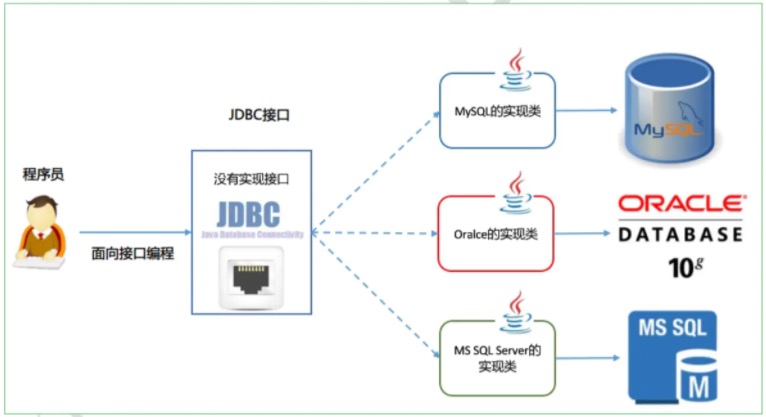 JDBC接口
程序员
没有实现接口
JDBC
Java Database Connectivity
面向接口编程
MySQL的实现类
MySQL
Oralce的实现类
ORACLE®
DATABASE
10g
MS SQL Server的
实现类
MS SQL
M